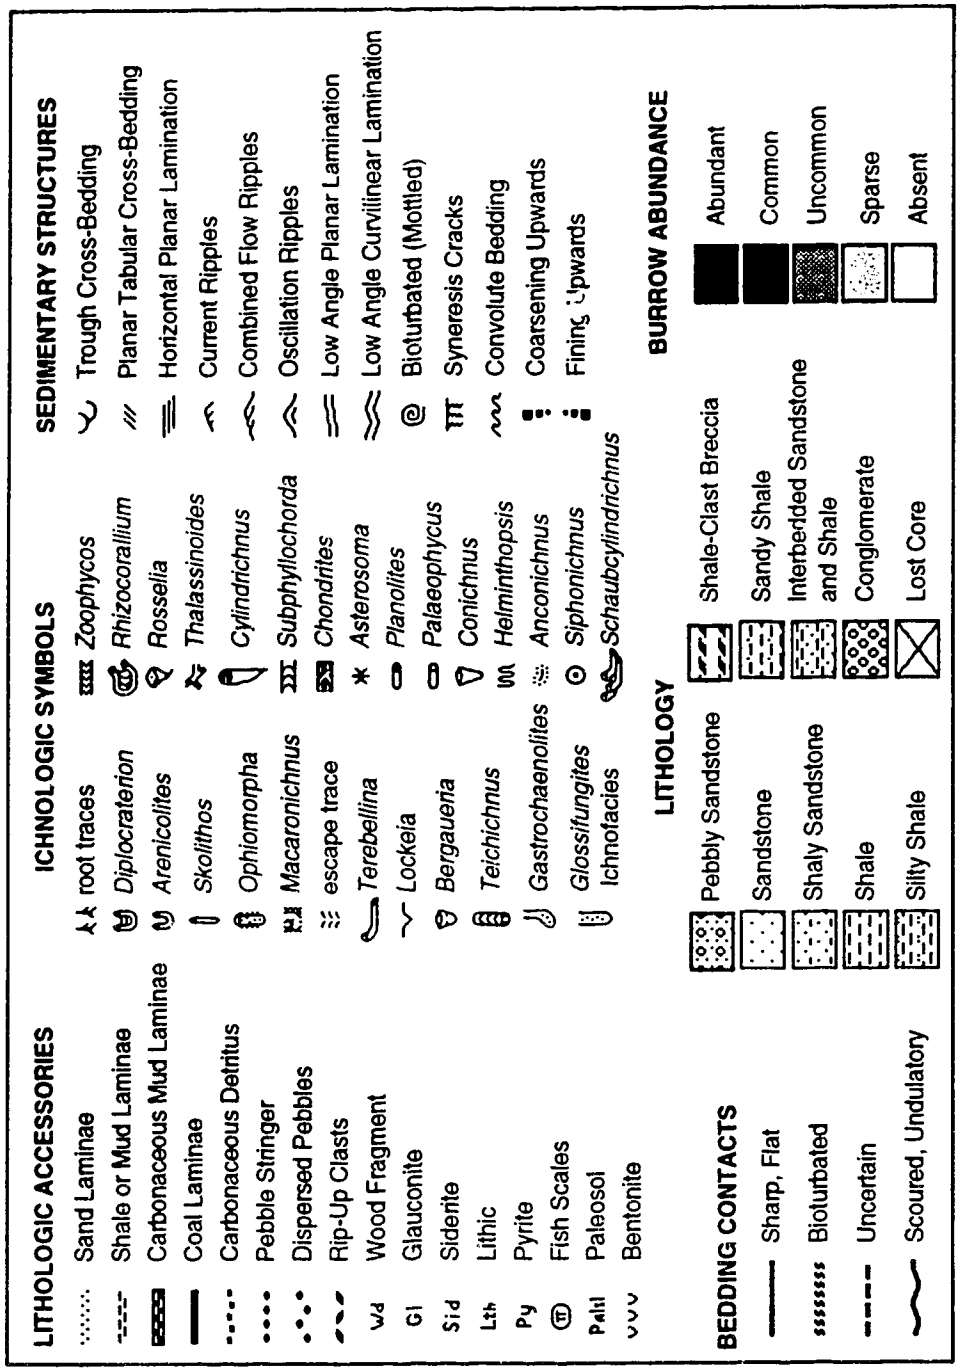 LITHOLOGIC ACCESSORIES
Sand Laminae
Shale or Mud Laminae
Carbonaceous Mud Laminae
Coal Laminae
Carbonaceous Detritus
Pebble Stringer
Dispersed Pebbles
Rip-Up Clasts
Wd Wood Fragment
Gl Glauconite
Sid Siderite
Lth Lithic
Py Pyrite
Fish Scales
Pahl Paleosol
Bentonite
ICHNOLOGIC SYMBOLS
root traces
Diplocraterion
Arenicolites
Skolithos
Ophiomorpha
Macaronichnus
escape trace
Terebellina
Lockeia
Bergaueria
Teichichnus
Gastrochaenolites
Glossifungites
Ichnofacies
Zoophycos
Rhizocorallium
Rosselia
Thalassinoides
Cylindrichnus
Subphyllochorda
Chondrites
Asterosoma
Planolites
Palaeophycus
Conichnus
Helminthopsis
Anconichnus
Siphonichnus
Schaubcylindrichnus
SEDIMENTARY STRUCTURES
Trough Cross-Bedding
Planar Tabular Cross-Bedding
Horizontal Planar Lamination
Current Ripples
Combined Flow Ripples
Oscillation Ripples
Low Angle Planar Lamination
Low Angle Curvilinear Lamination
Bioturbated (Mottled)
Syneresis Cracks
Convolute Bedding
Coarsening Upwards
Fining Upwards
BEDDING CONTACTS
Sharp, Flat
Bioturbated
Uncertain
Scoured, Undulatory
LITHOLOGY
Pebbly Sandstone
Sandstone
Shaly Sandstone
Shale
Silty Shale
Shale-Clast Breccia
Sandy Shale
Interbedded Sandstone
and Shale
Conglomerate
Lost Core
BURROW ABUNDANCE
Abundant
Common
Uncommon
Sparse
Absent